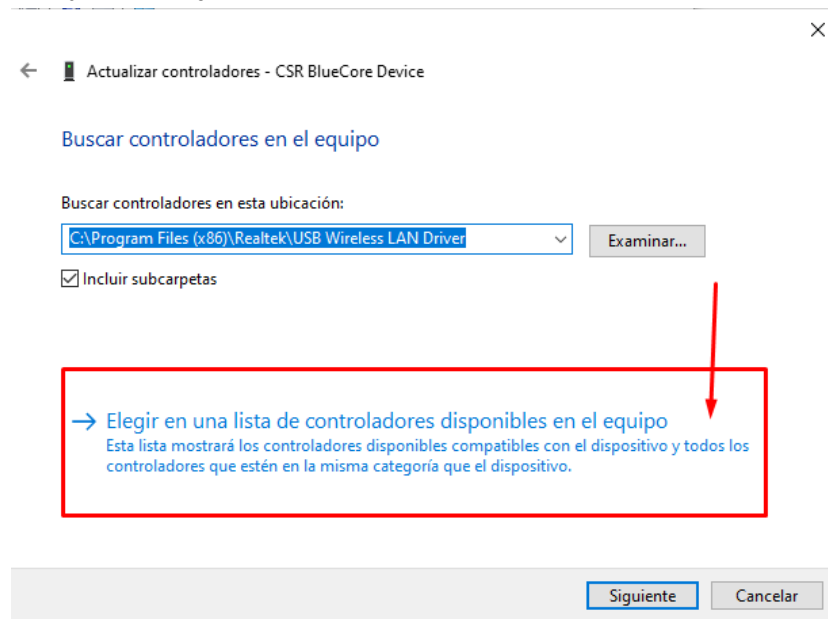 Actualizar controladores - CSR BlueCore Device
Buscar controladores en el equipo
Buscar controladores en esta ubicación:
C:\Program Files (x86)\Realtek\USB Wireless LAN Driver
Examinar...
Incluir subcarpetas
Elegir en una lista de controladores disponibles en el equipo
Esta lista mostrará los controladores disponibles compatibles con el dispositivo y todos los
controladores que estén en la misma categoría que el dispositivo.
Siguiente Cancelar